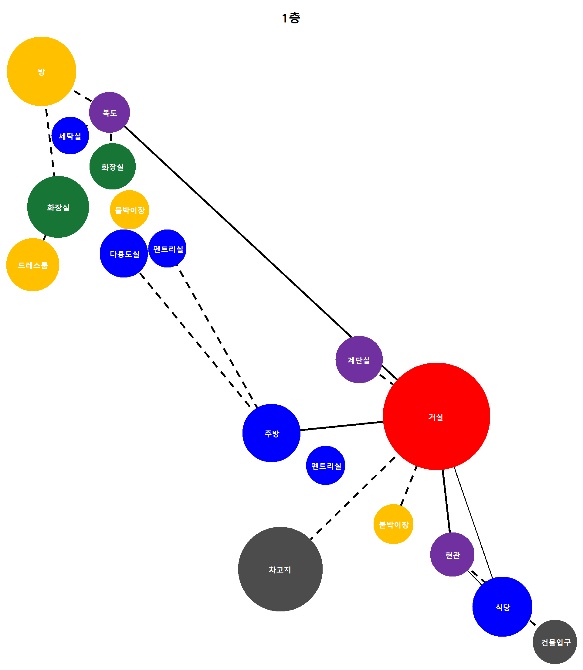 1층
방
복도
세탁실
화장실
화장실
붙박이장
다용도실
팬트리실
드레스룸
계단실
거실
주방
팬트리실
붙박이장
현관
차고지
식당
건물입구